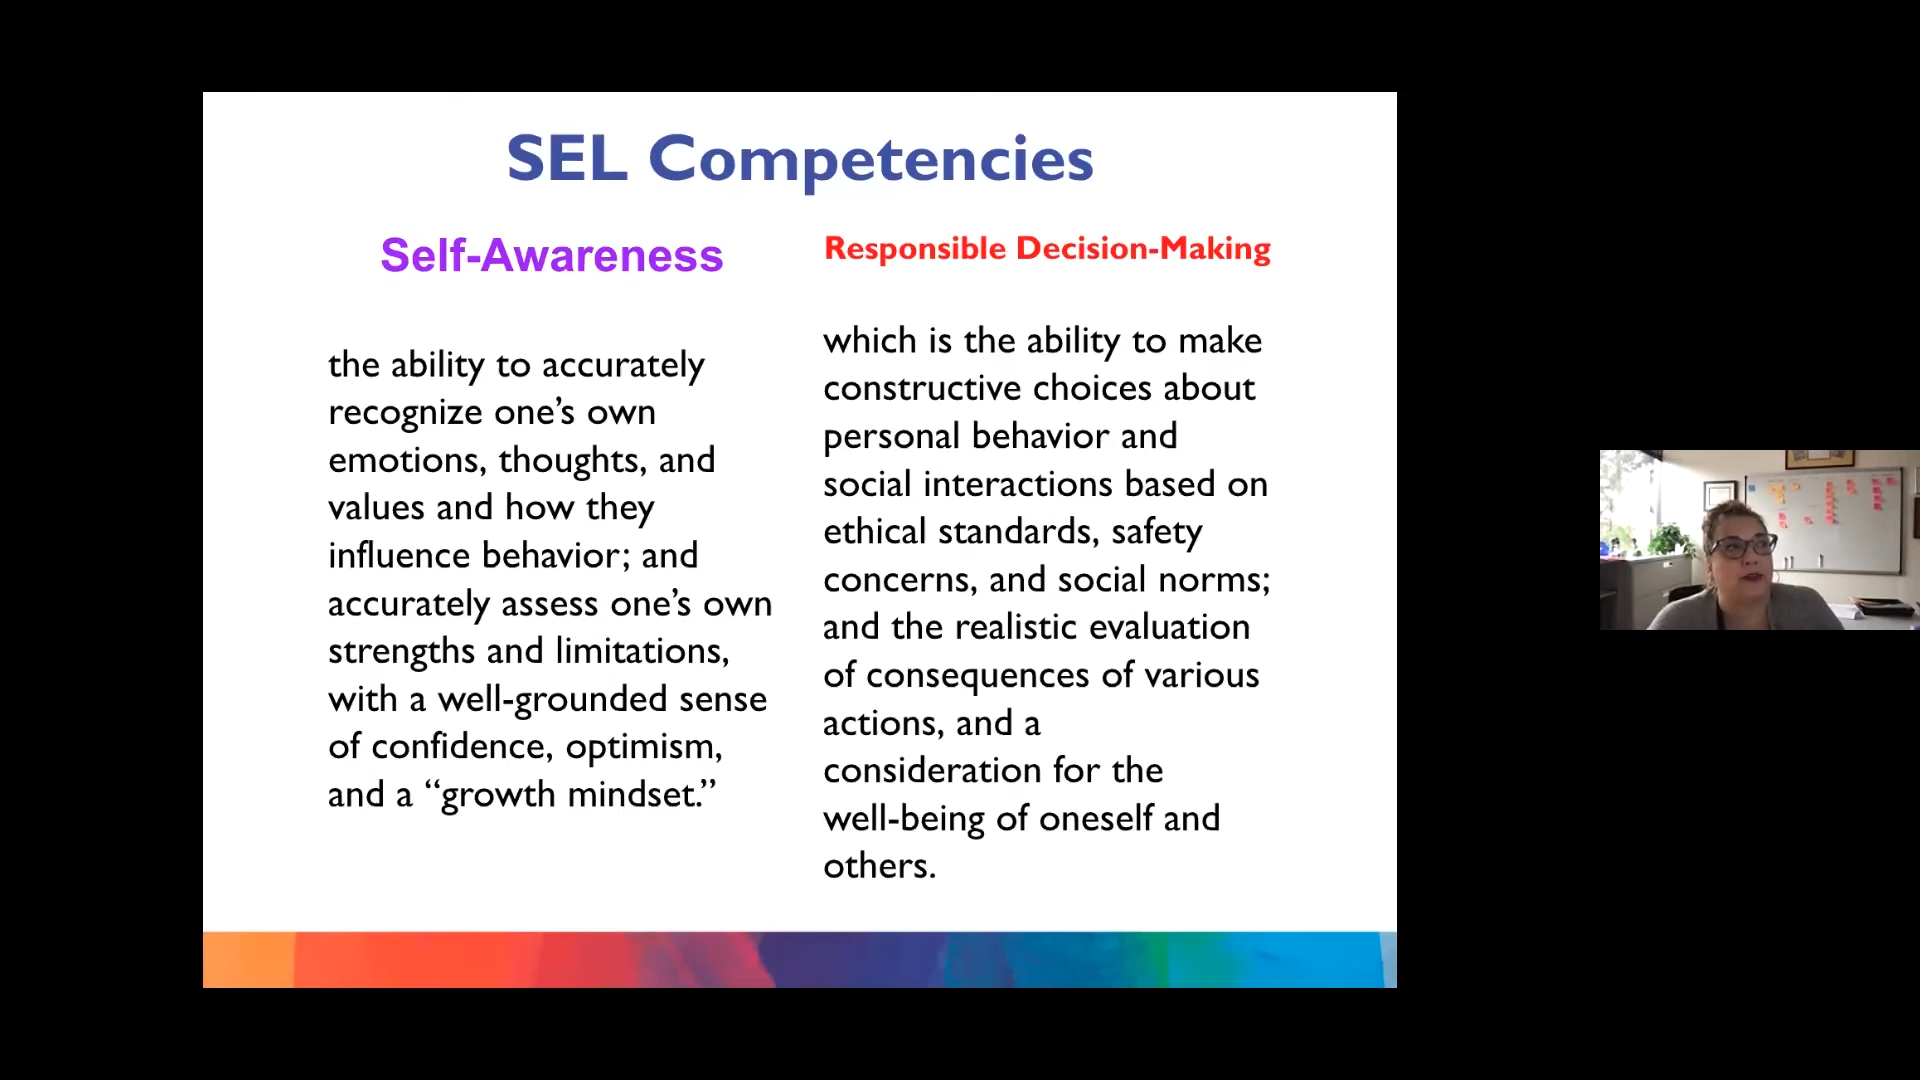 SEL Competencies
Self-Awareness
the ability to accurately
recognize one’s own
emotions, thoughts, and
values and how they
influence behavior; and
accurately assess one’s own
strengths and limitations,
with a well-grounded sense
of confidence, optimism,
and a “growth mindset.”
Responsible Decision-Making
which is the ability to make
constructive choices about
personal behavior and
social interactions based on
ethical standards, safety
concerns, and social norms;
and the realistic evaluation
of consequences of various
actions, and a
consideration for the
well-being of oneself and
others.